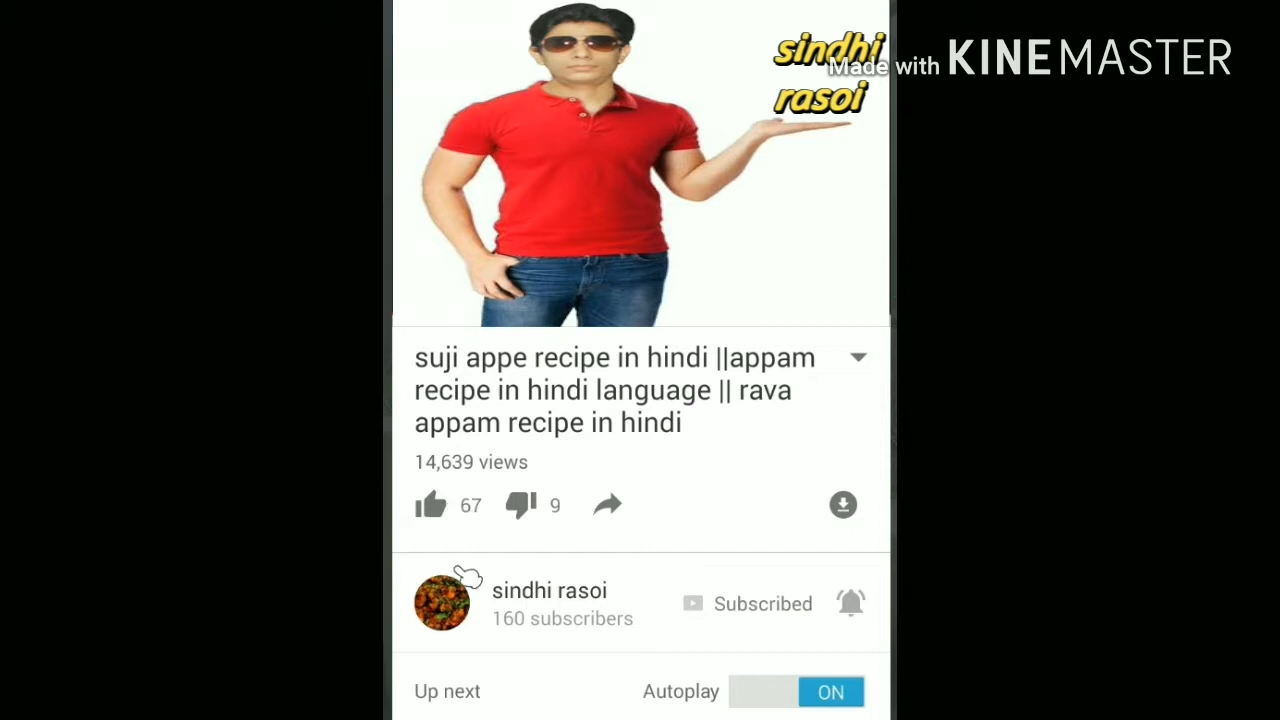 sindhi
rasoi
Made with KINEMASTER
suji appe recipe in hindi ||appam
recipe in hindi language || rava
appam recipe in hindi
14,639 views
67 9
sindhi rasoi
160 subscribers
Subscribed
Up next
Autoplay ON